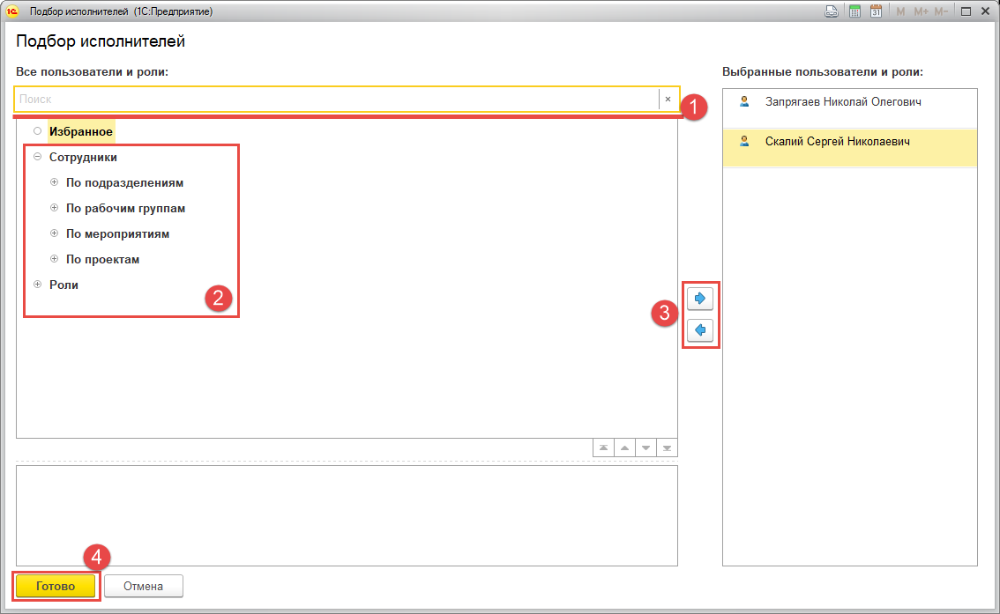 Подбор исполнителей (1С:Предприятие)
31 M M+ M-
Подбор исполнителей
Все пользователи и роли:
Выбранные пользователи и роли:
Поиск
1
Избранное
Сотрудники
По подразделениям
По рабочим группам
По мероприятиям
По проектам
Роли
2
Запрягаев Николай Олегович
Скалий Сергей Николаевич
3
4
Готово
Отмена